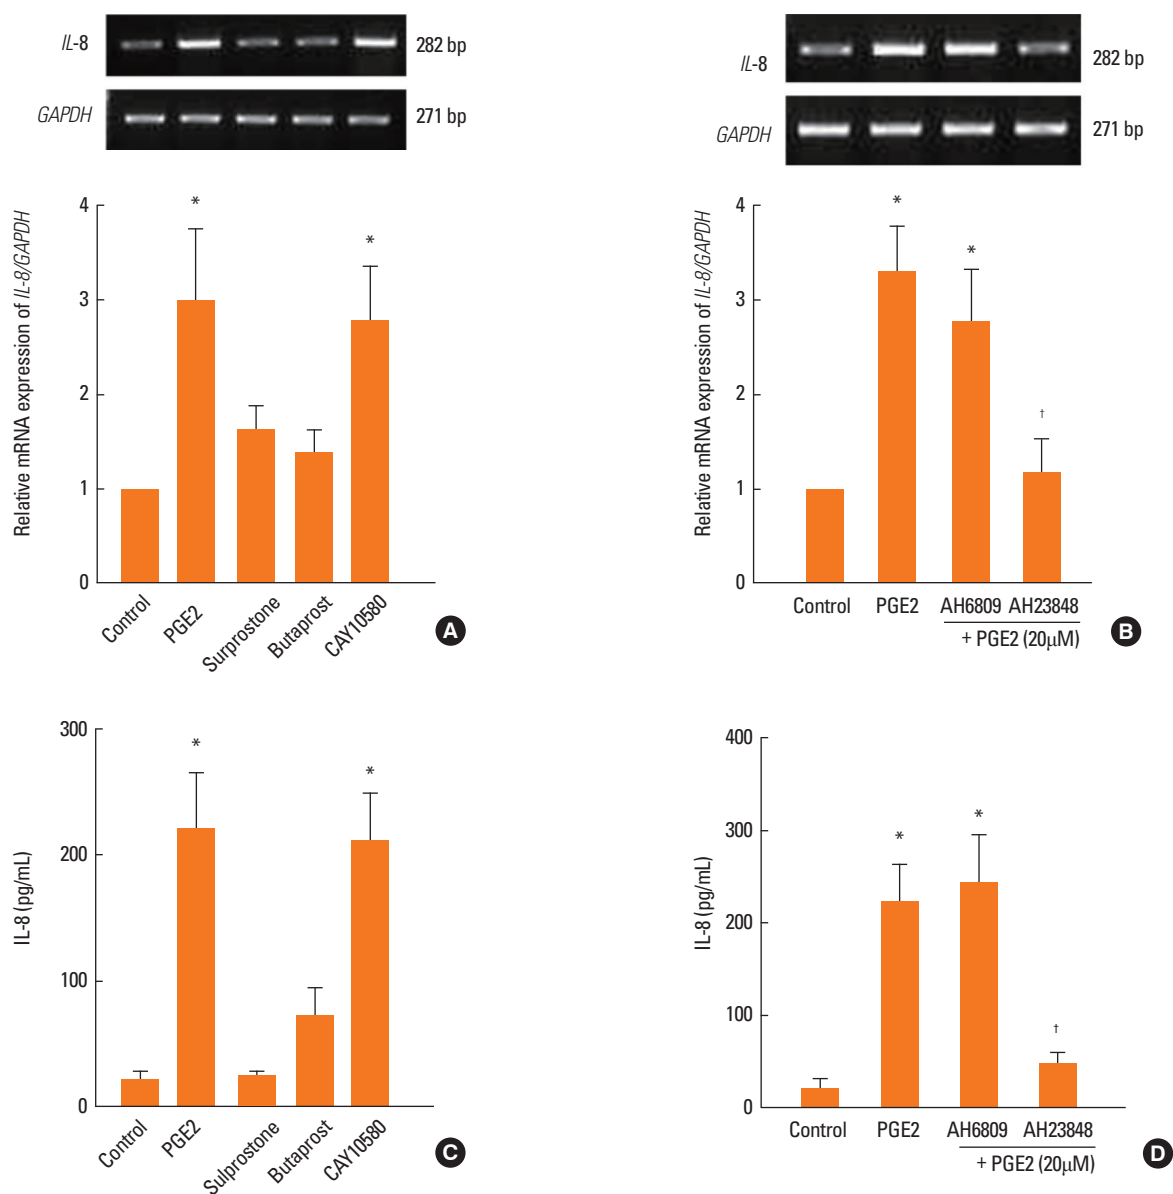 IL-8
282 bp
GAPDH
271 bp
Relative mRNA expression of IL-8/GAPDH
4
3
2
1
0
*
*
Control
PGE2
Surprostone
Butaprost
CAY10580
A
IL-8
282 bp
GAPDH
271 bp
Relative mRNA expression of IL-8/GAPDH
4
3
2
1
0
*
*
†
Control
PGE2
AH6809
AH23848
+ PGE2 (20μM)
B
IL-8 (pg/mL)
300
200
100
0
*
*
Control
PGE2
Sulprostone
Butaprost
CAY10580
C
IL-8 (pg/mL)
400
300
200
100
0
*
*
†
Control
PGE2
AH6809
AH23848
+ PGE2 (20μM)
D